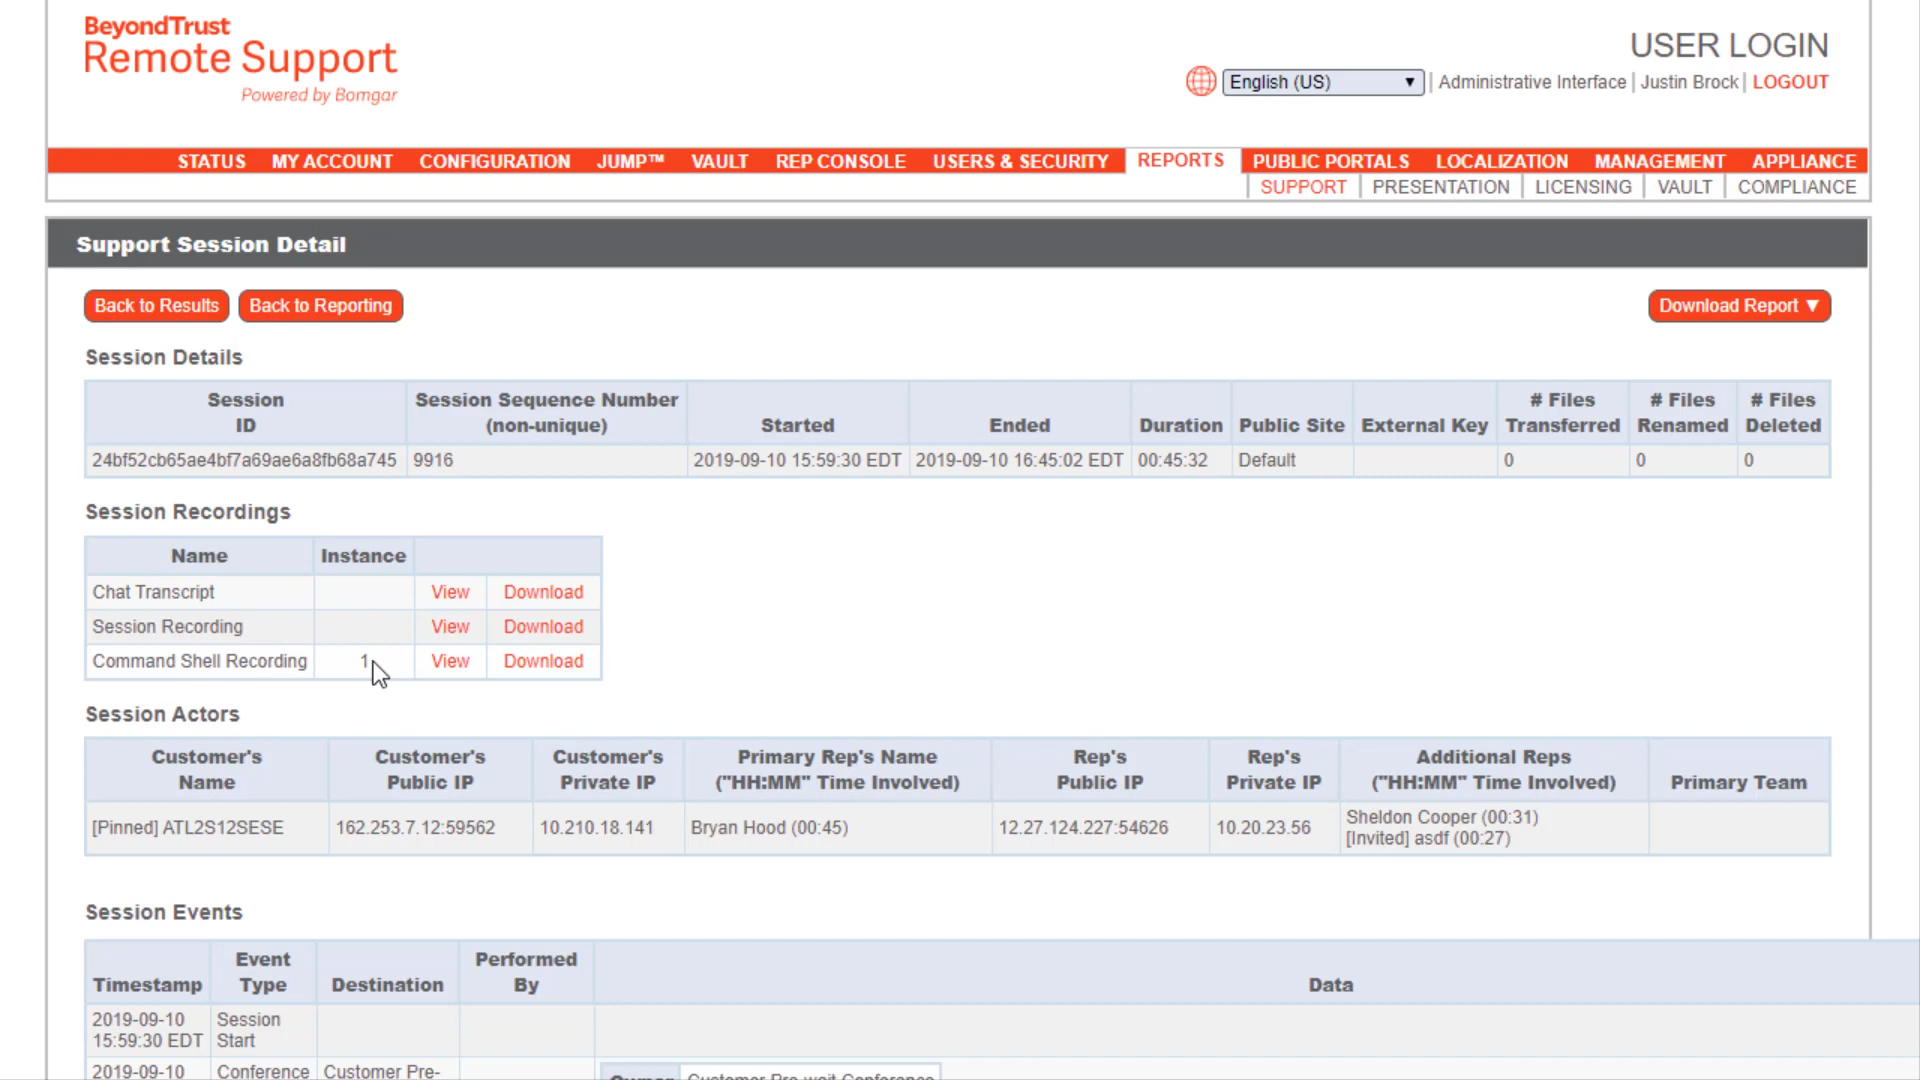 BeyondTrust
Remote Support
Powered by Bomgar
USER LOGIN
English (US) ▼ | Administrative Interface | Justin Brock | LOGOUT
STATUS MY ACCOUNT CONFIGURATION JUMP™ VAULT REP CONSOLE USERS & SECURITY REPORTS PUBLIC PORTALS LOCALIZATION MANAGEMENT APPLIANCE
SUPPORT | PRESENTATION | LICENSING | VAULT | COMPLIANCE
Support Session Detail
Back to Results Back to Reporting Download Report ▼
Session Details
Session ID Session Sequence Number (non-unique) Started Ended Duration Public Site External Key # Files Transferred # Files Renamed # Files Deleted
24bf52cb65ae4bf7a69ae6a8fb68a745 9916 2019-09-10 15:59:30 EDT 2019-09-10 16:45:02 EDT 00:45:32 Default 0 0 0
Session Recordings
Name Instance
Chat Transcript View Download
Session Recording View Download
Command Shell Recording 1 View Download
Session Actors
Customer's Name Customer's Public IP Customer's Private IP Primary Rep's Name ("HH:MM" Time Involved) Rep's Public IP Rep's Private IP Additional Reps ("HH:MM" Time Involved) Primary Team
[Pinned] ATL2S12SESE 162.253.7.12:59562 10.210.18.141 Bryan Hood (00:45) 12.27.124.227:54626 10.20.23.56 Sheldon Cooper (00:31)
[Invited] asdf (00:27)
Session Events
Timestamp Event Type Destination Performed By Data
2019-09-10 15:59:30 EDT Session Start
2019-09-10 Conference Customer Pre- Owner Customer Pre-wait Conference